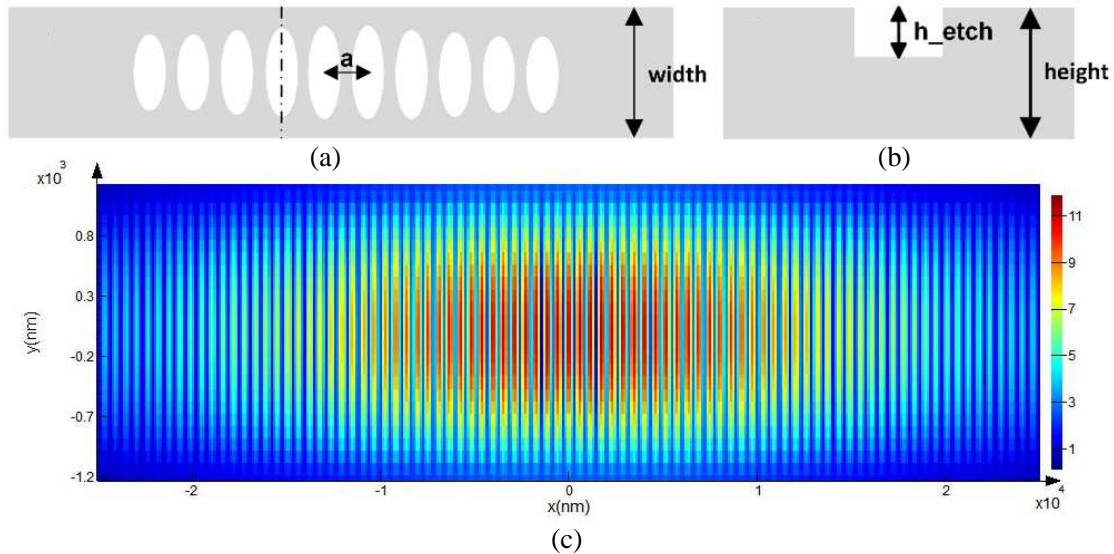 a
width
h_etch
height
(a)
(b)
x10³
0.8
0.3
-0.2
-0.7
-1.2
y(nm)
-2
-1
0
1
2
x(nm)
x10⁴
11
9
7
5
3
1
(c)